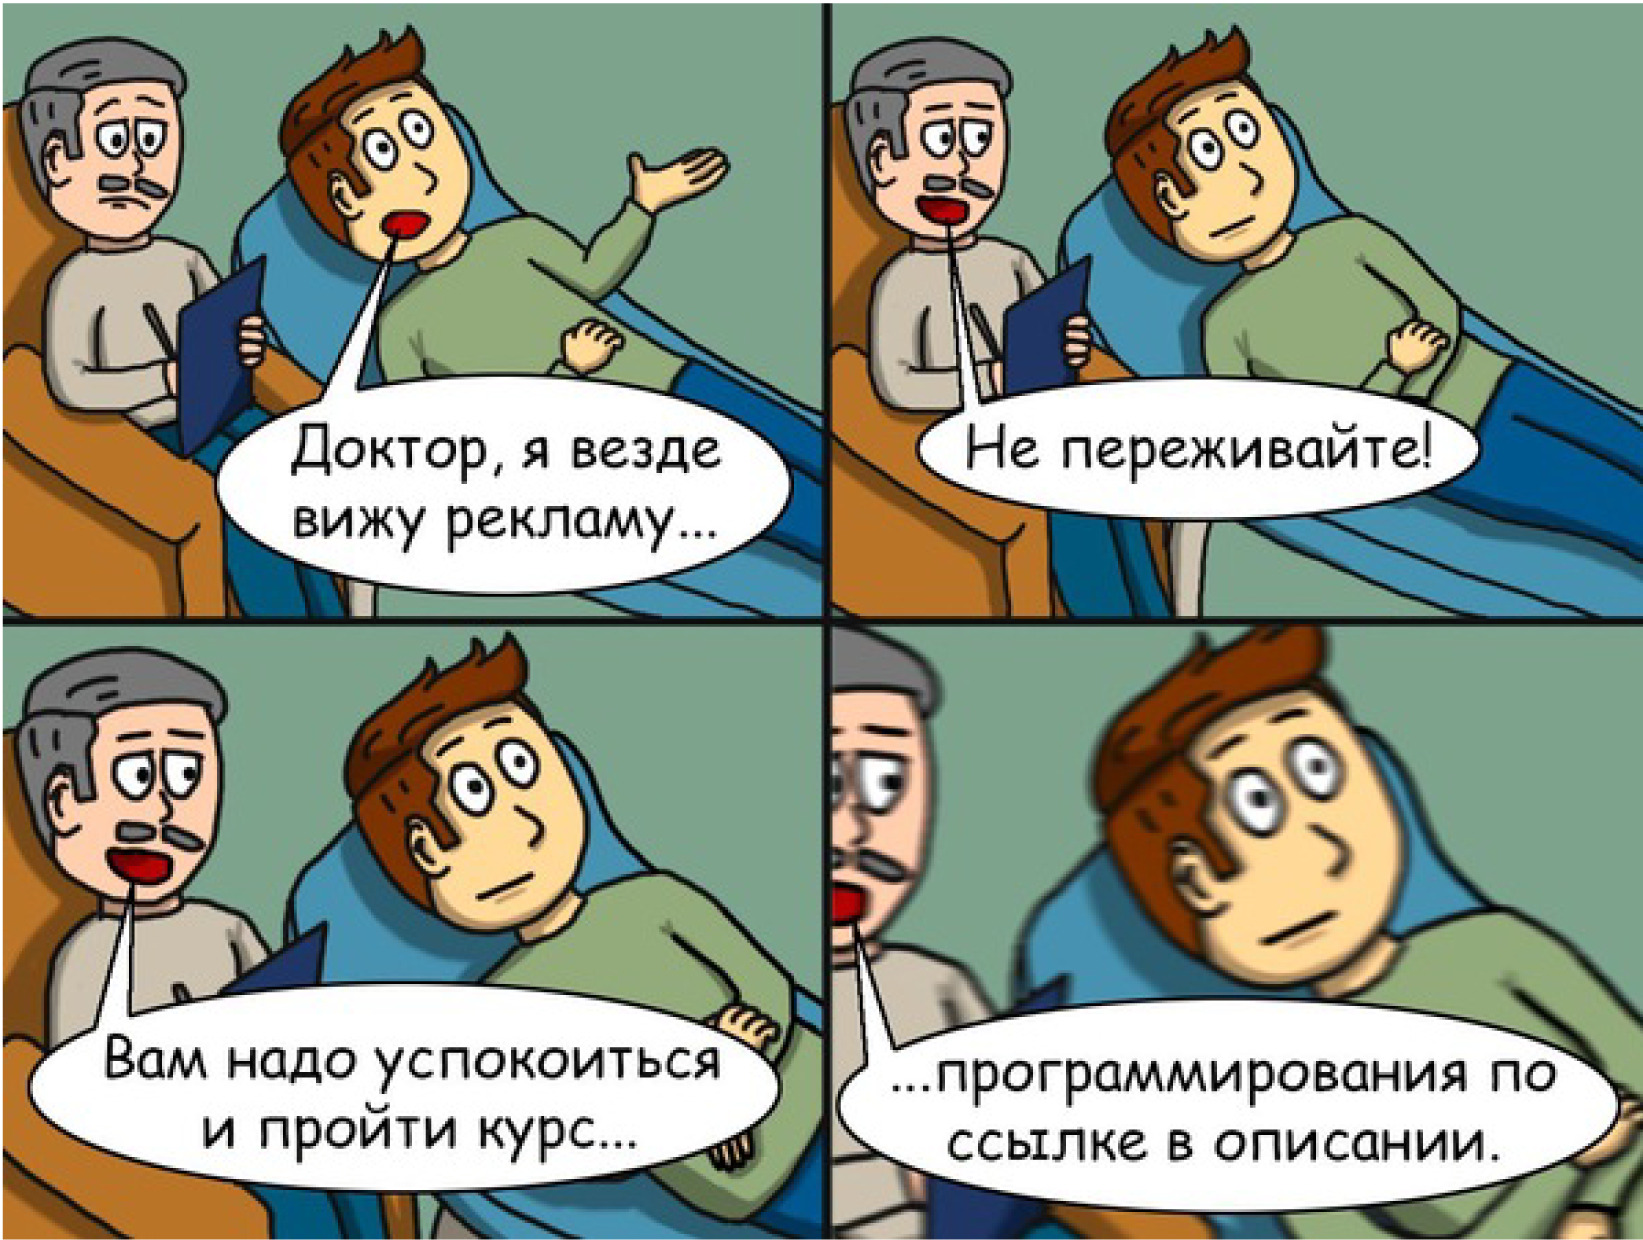 Доктор, я везде
вижу рекламу...
Не переживайте!
Вам надо успокоиться
и пройти курс...
...программирования по
ссылке в описании.